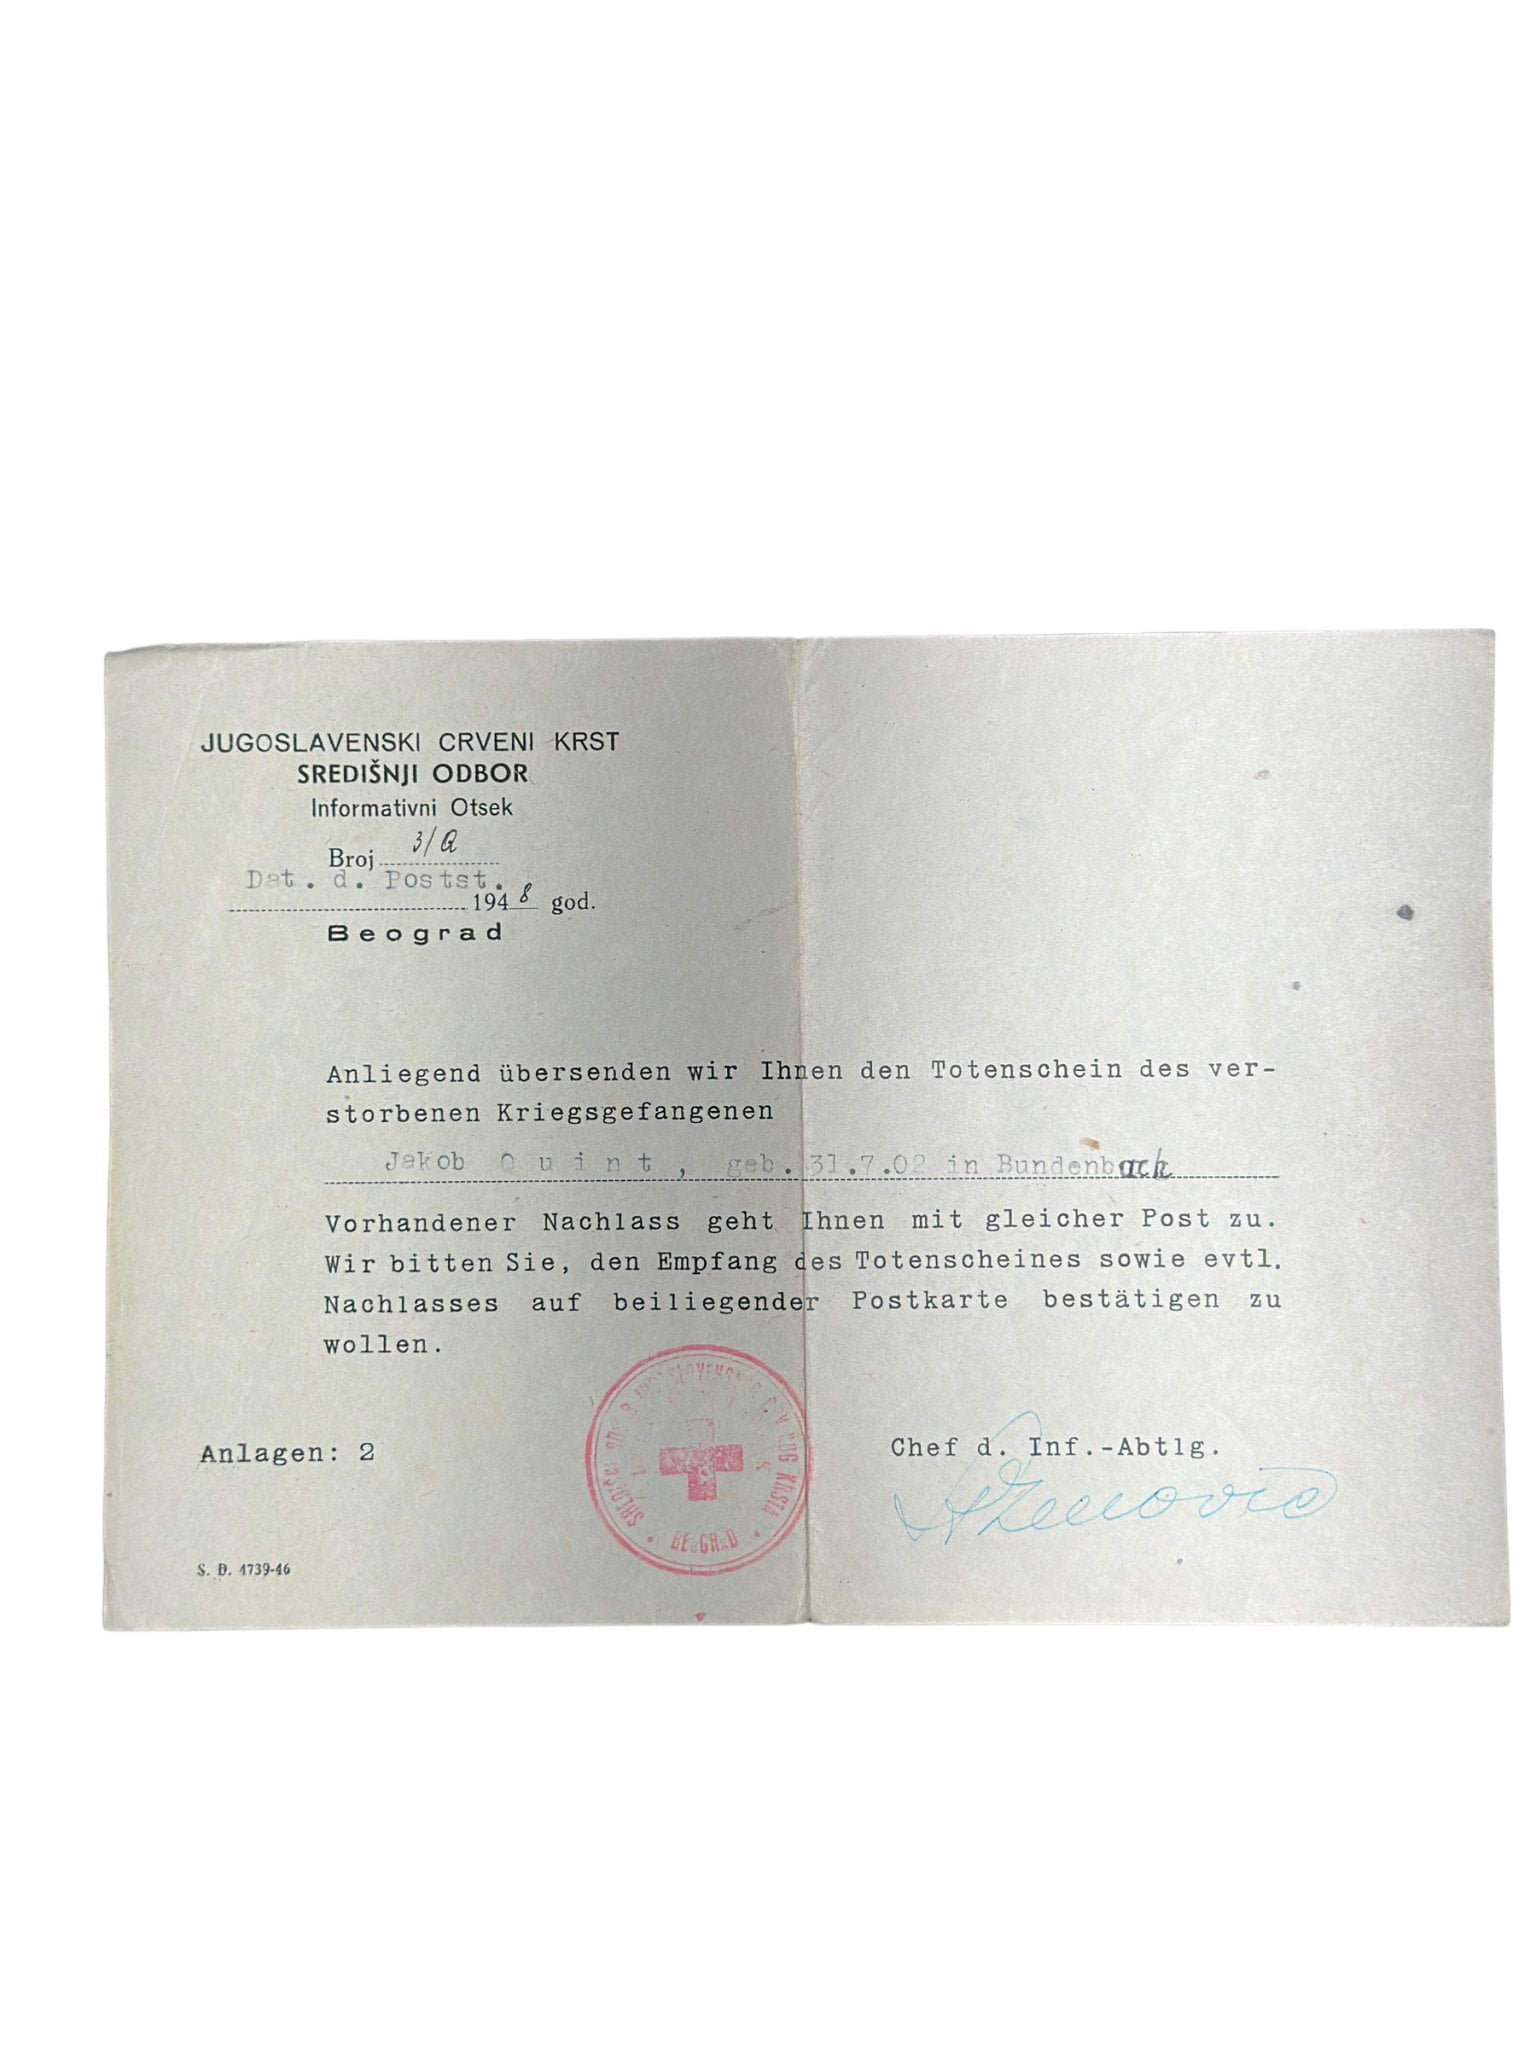 JUGOSLAVENSKI CRVENI KRST
SREDIŠNJI ODBOR
Informativni Otsek
Broj 3/Q
Dat. d. Postst.
1948 god.
Beograd
Anliegend übersenden wir Ihnen den Totenschein des ver-
storbenen Kriegsgefangenen
Jakob Quint, geb. 31.7.02 in Bundenbach
Vorhandener Nachlass geht Ihnen mit gleicher Post zu.
Wir bitten Sie, den Empfang des Totenscheines sowie evtl.
Nachlasses auf beiliegender Postkarte bestätigen zu
wollen.
Anlagen: 2
Chef d. Inf.-Abtlg.
KRSTA
BEOGRAD
S. Đ. 4739-46